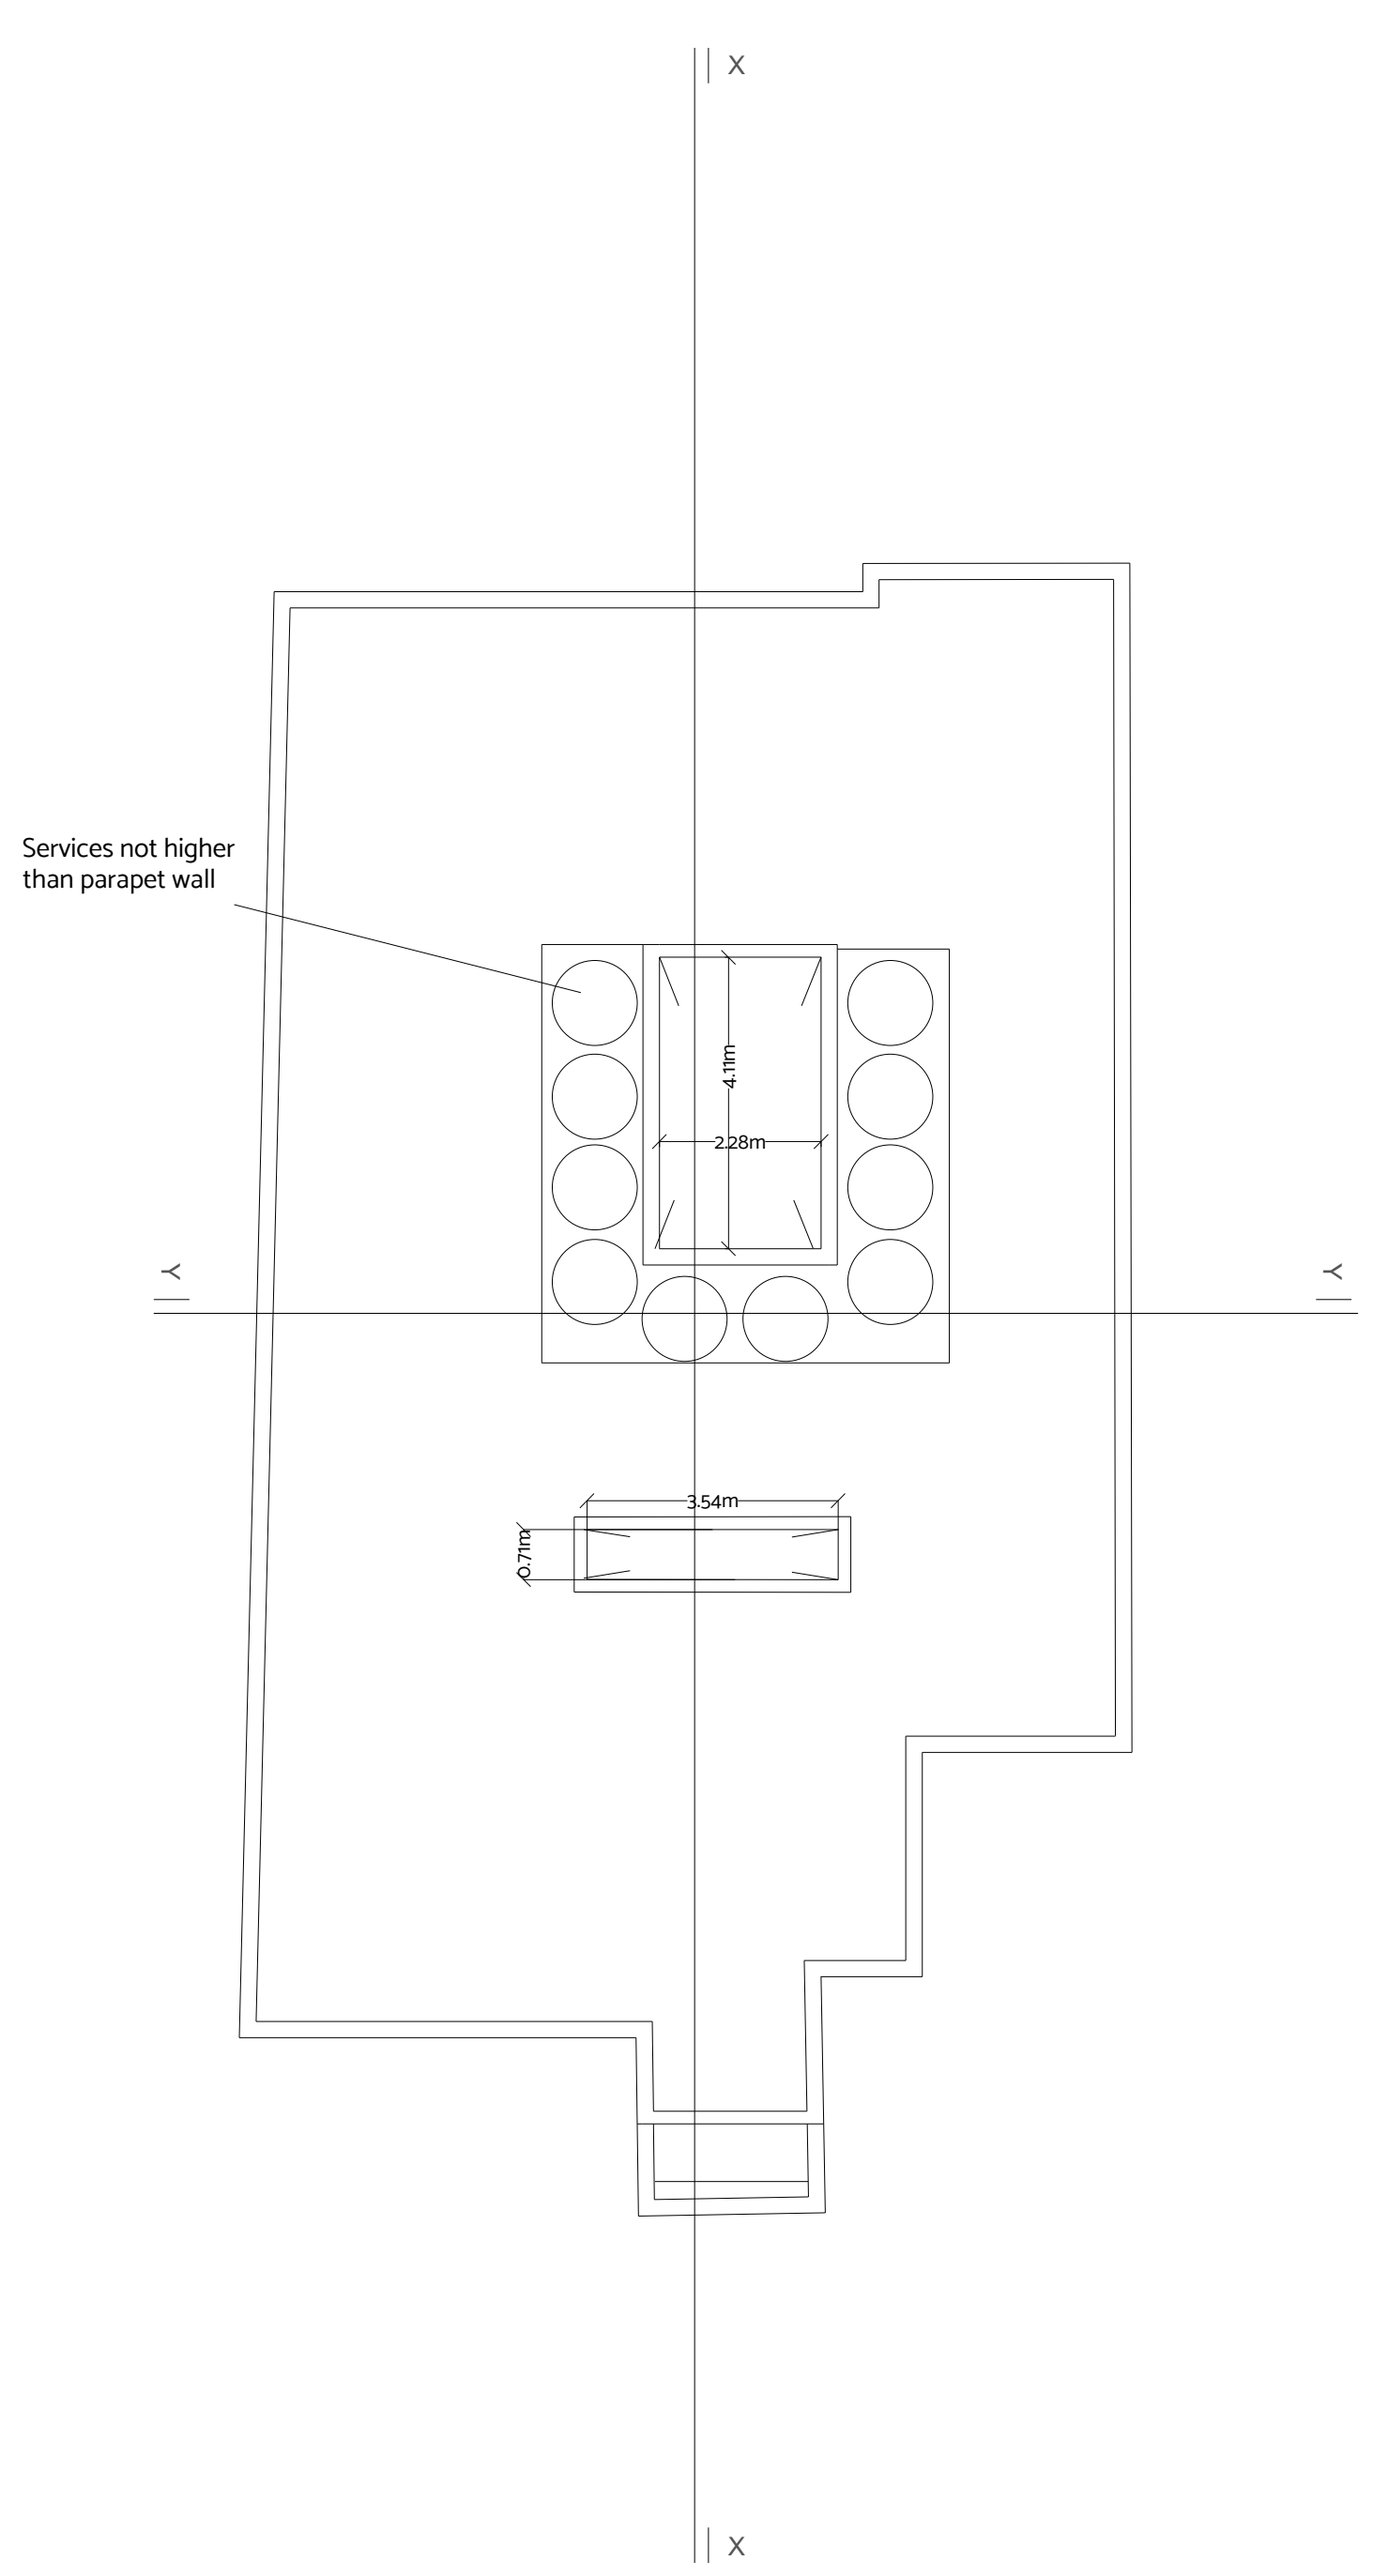 X
Services not higher
than parapet wall
4.11m
2.28m
Y
Y
3.54m
0.71m
X